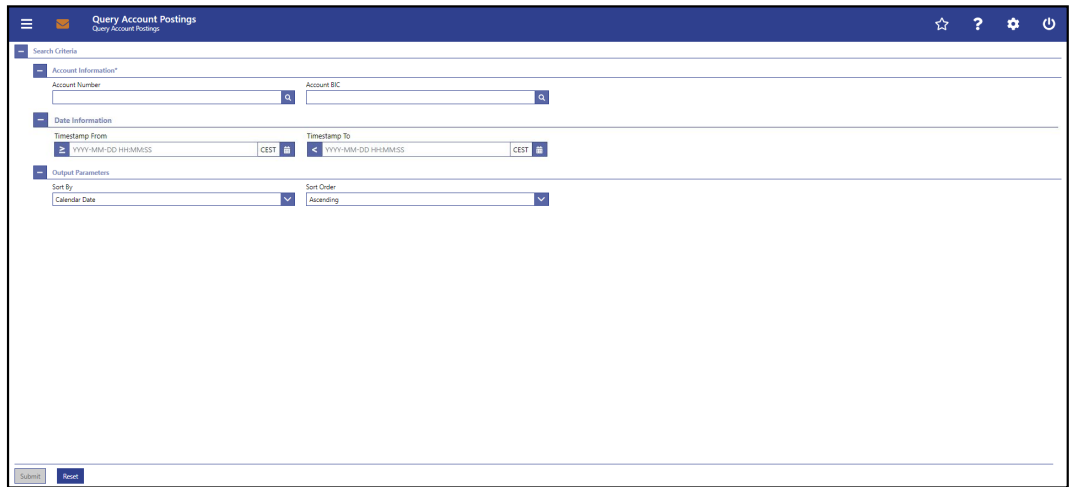 Query Account Postings
Query Account Postings
?
Search Criteria
Account Information*
Account Number Account BIC
Date Information
Timestamp From Timestamp To
≥ YYYY-MM-DD HH:MM:SS CEST < YYYY-MM-DD HH:MM:SS CEST
Output Parameters
Sort By Sort Order
Calendar Date Ascending
Submit Reset